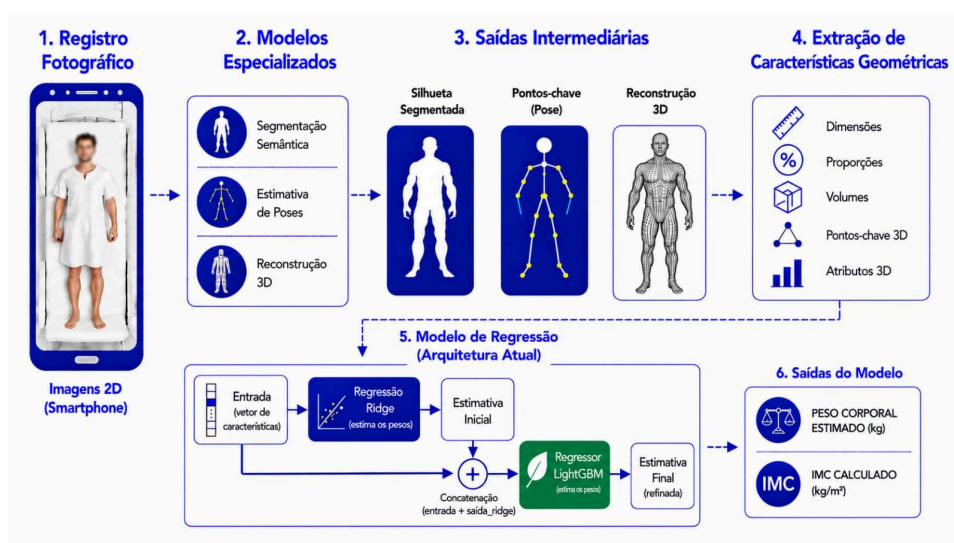 1. Registro
Fotográfico
Imagens 2D
(Smartphone)
2. Modelos
Especializados
Segmentação
Semântica
Estimativa
de Poses
Reconstrução
3D
3. Saídas Intermediárias
Silhueta
Segmentada
Pontos-chave
(Pose)
Reconstrução
3D
4. Extração de
Características Geométricas
Dimensões
%
Proporções
Volumes
Pontos-chave 3D
Atributos 3D
5. Modelo de Regressão
(Arquitetura Atual)
Entrada
(vetor de
características)
Regressão
Ridge
(estima os pesos)
Estimativa
Inicial
+
Concatenação
(entrada + saída_ridge)
Regressor
LightGBM
(estima os pesos)
Estimativa
Final
(refinada)
6. Saídas do Modelo
PESO CORPORAL
ESTIMADO (kg)
IMC
IMC CALCULADO
(kg/m²)